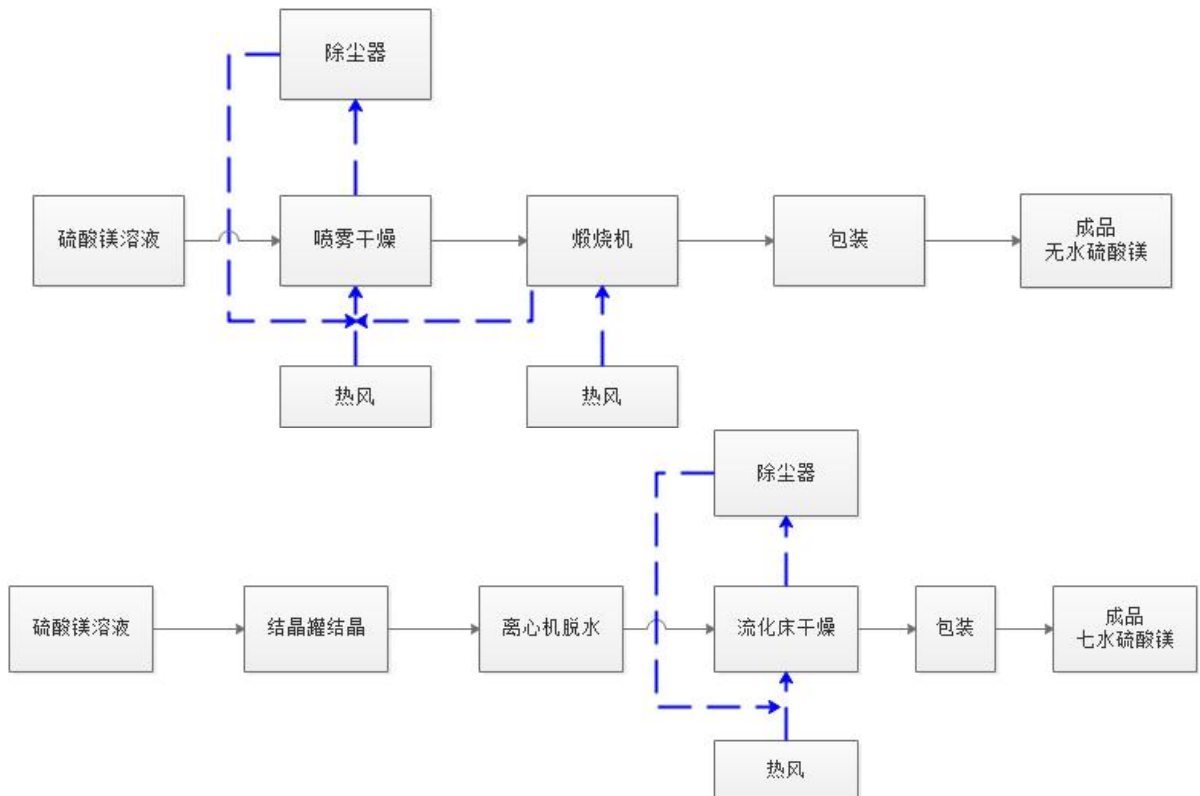 除尘器
硫酸镁溶液
喷雾干燥
煅烧机
包装
成品
无水硫酸镁
热风
热风
除尘器
硫酸镁溶液
结晶罐结晶
离心机脱水
流化床干燥
包装
成品
七水硫酸镁
热风